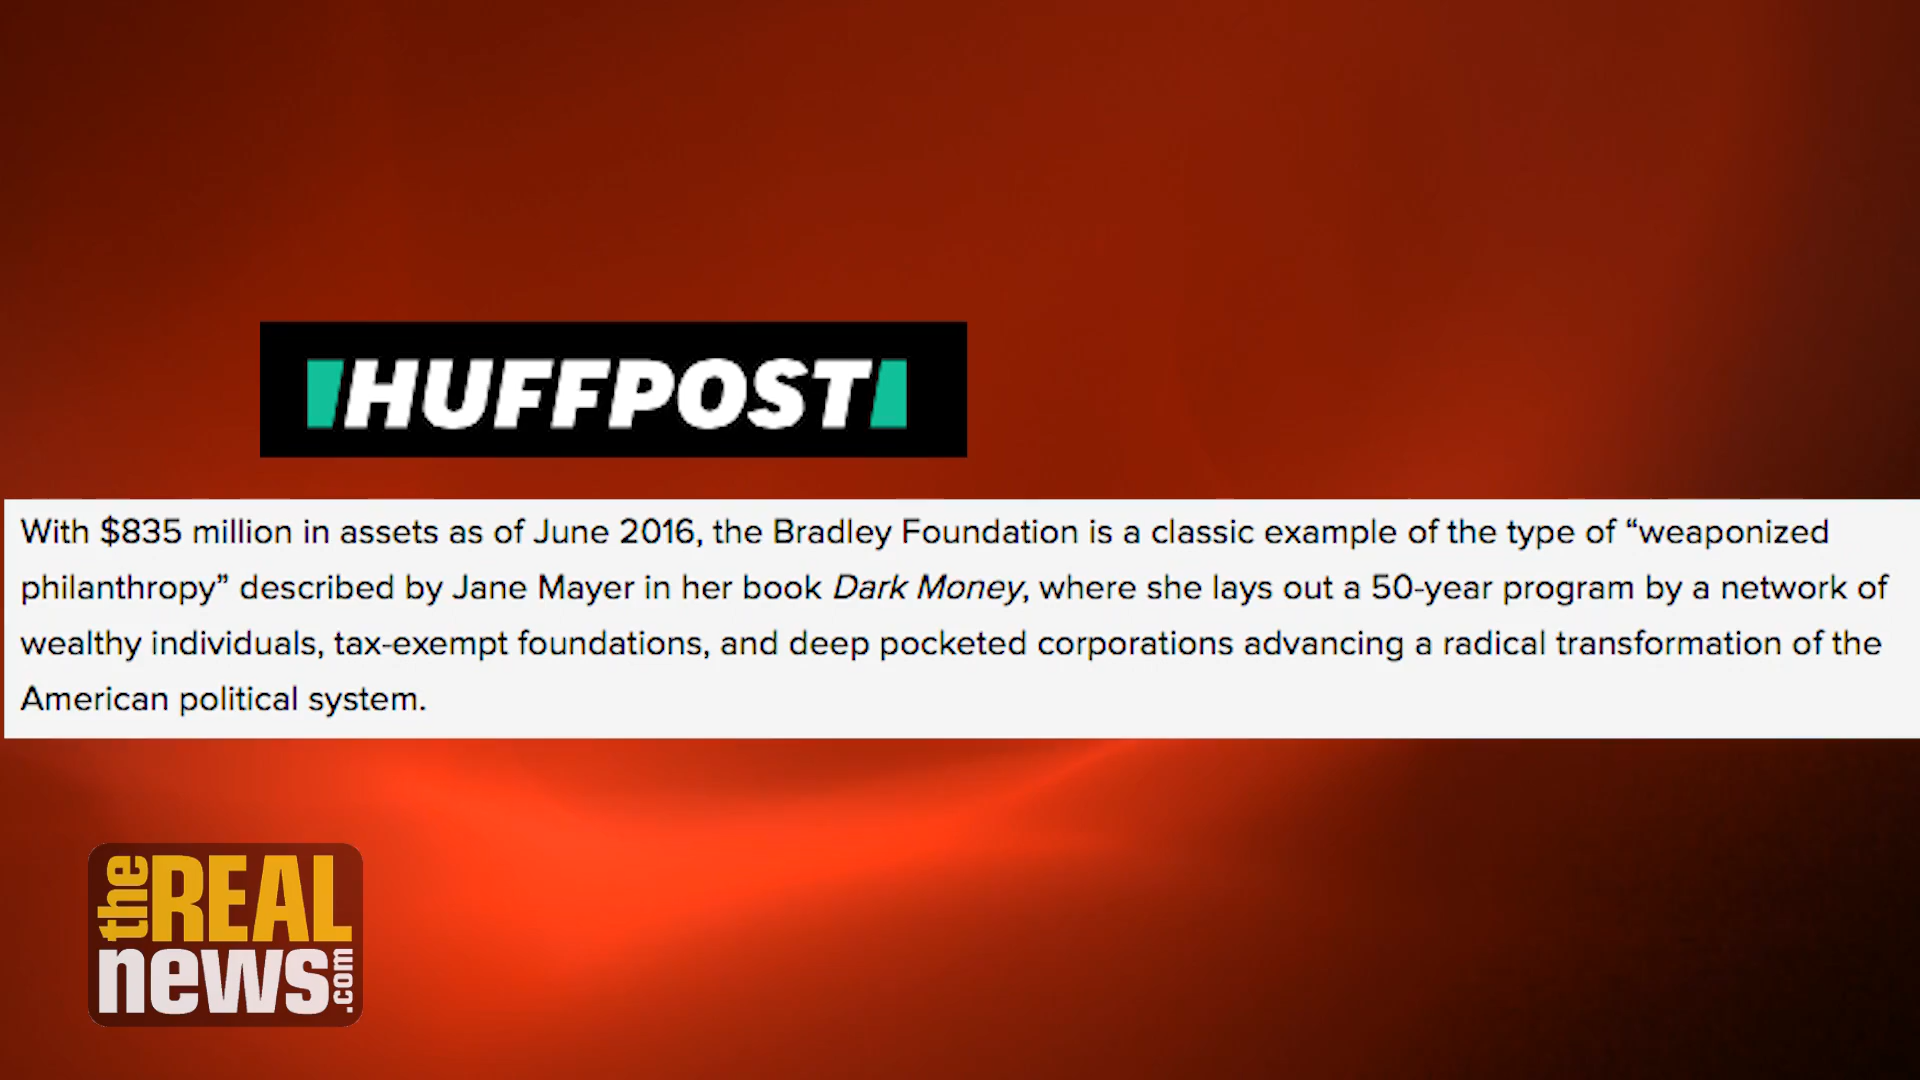 HUFFPOST
With $835 million in assets as of June 2016, the Bradley Foundation is a classic example of the type of “weaponized
philanthropy” described by Jane Mayer in her book Dark Money, where she lays out a 50-year program by a network of
wealthy individuals, tax-exempt foundations, and deep pocketed corporations advancing a radical transformation of the
American political system.
the REAL
news.com